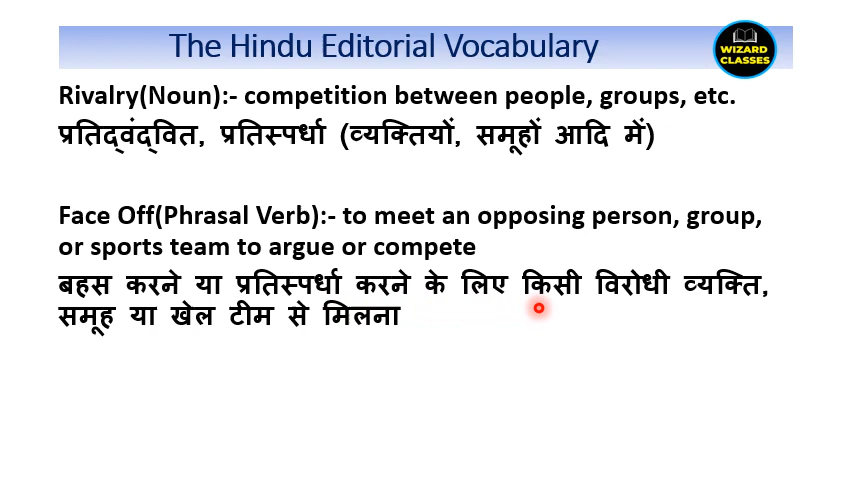 The Hindu Editorial Vocabulary
WIZARD
CLASSES
Rivalry(Noun):- competition between people, groups, etc.
प्रतिद्वंद्वित, प्रतिस्पर्धा (व्यक्तियों, समूहों आदि में)
Face Off(Phrasal Verb):- to meet an opposing person, group,
or sports team to argue or compete
बहस करने या प्रतिस्पर्धा करने के लिए किसी विरोधी व्यक्ति,
समूह या खेल टीम से मिलना